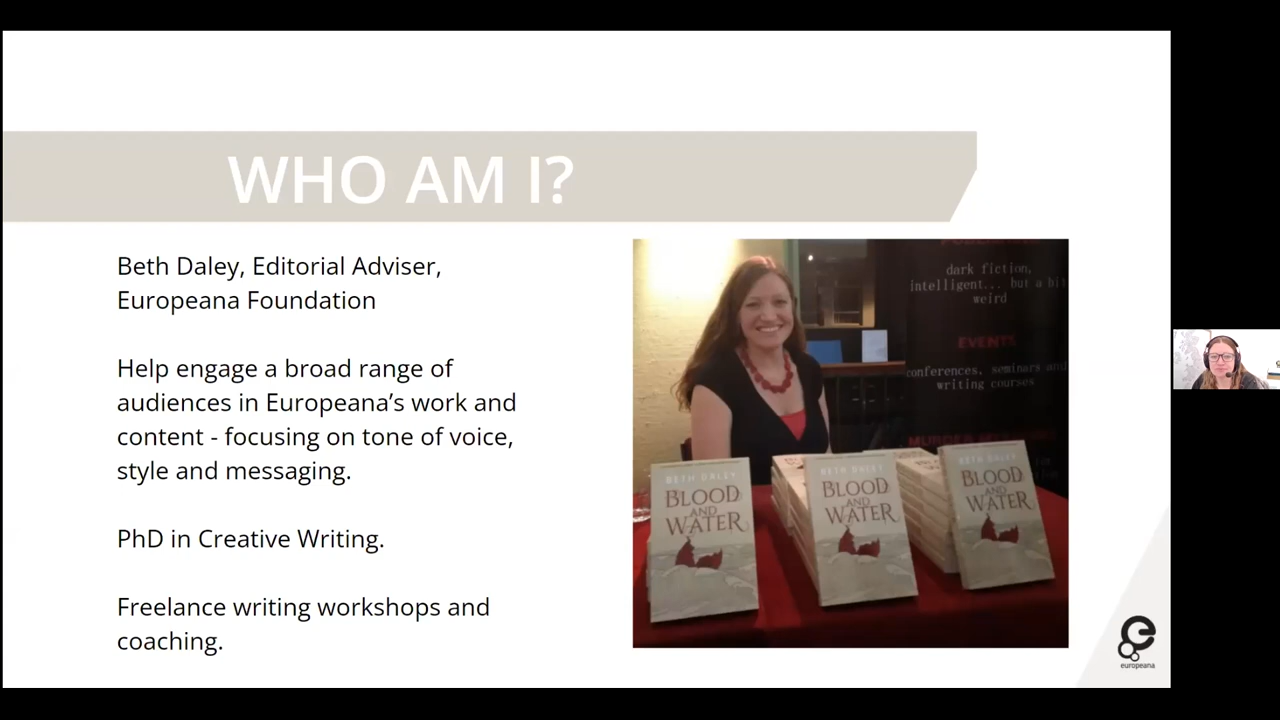 WHO AM I?
Beth Daley, Editorial Adviser,
Europeana Foundation
Help engage a broad range of
audiences in Europeana’s work and
content - focusing on tone of voice,
style and messaging.
PhD in Creative Writing.
Freelance writing workshops and
coaching.
dark fiction,
intelligent... but a bit
weird
EVENTS
conferences, seminars and
writing courses
BETH DALEY
BLOOD
AND
WATER
BETH DALEY
BLOOD
AND
WATER
BETH DALEY
BLOOD
AND
WATER
europeana